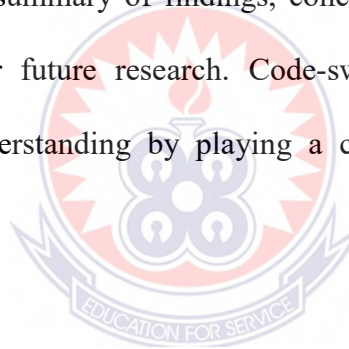 summary of findings, conc
future research. Code-sw
erstanding by playing a c
EDUCATION FOR SERVICE